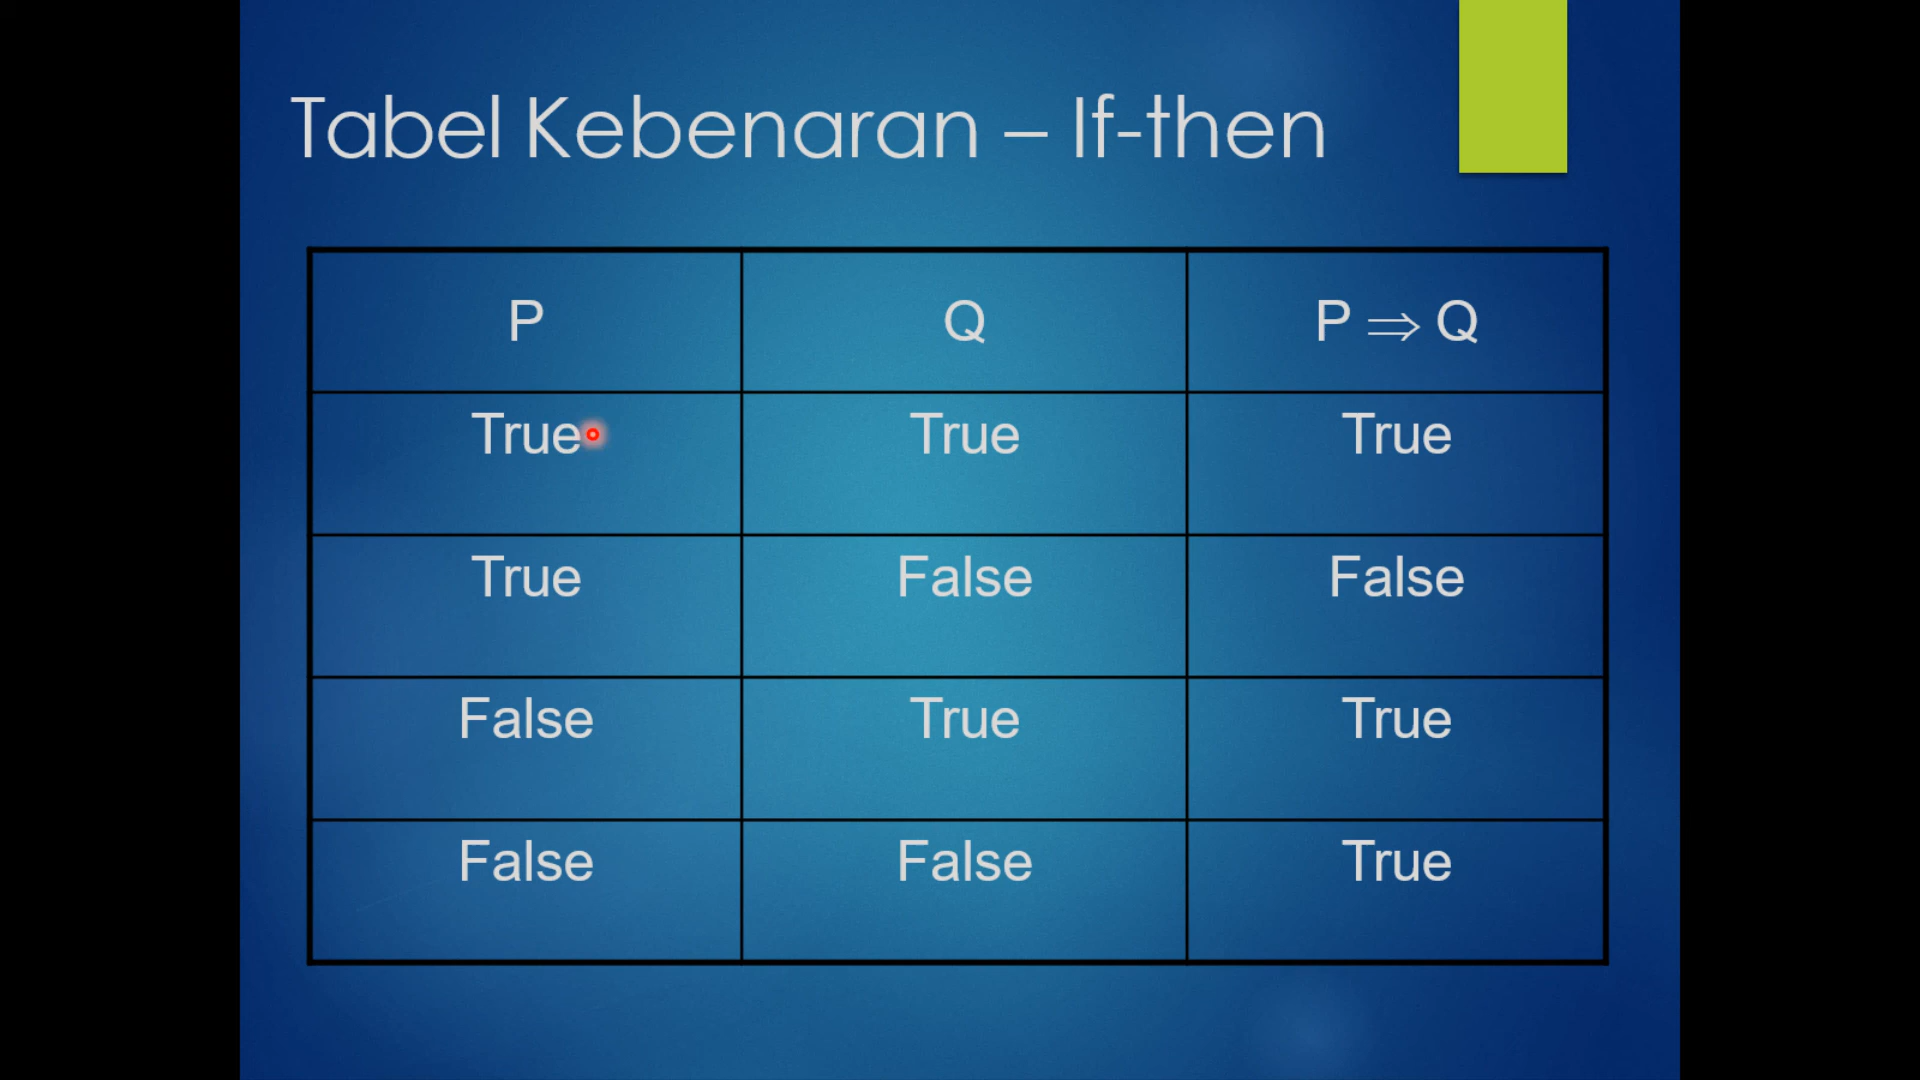 Tabel Kebenaran – If-then
P Q P ⇒ Q
True True True
True False False
False True True
False False True